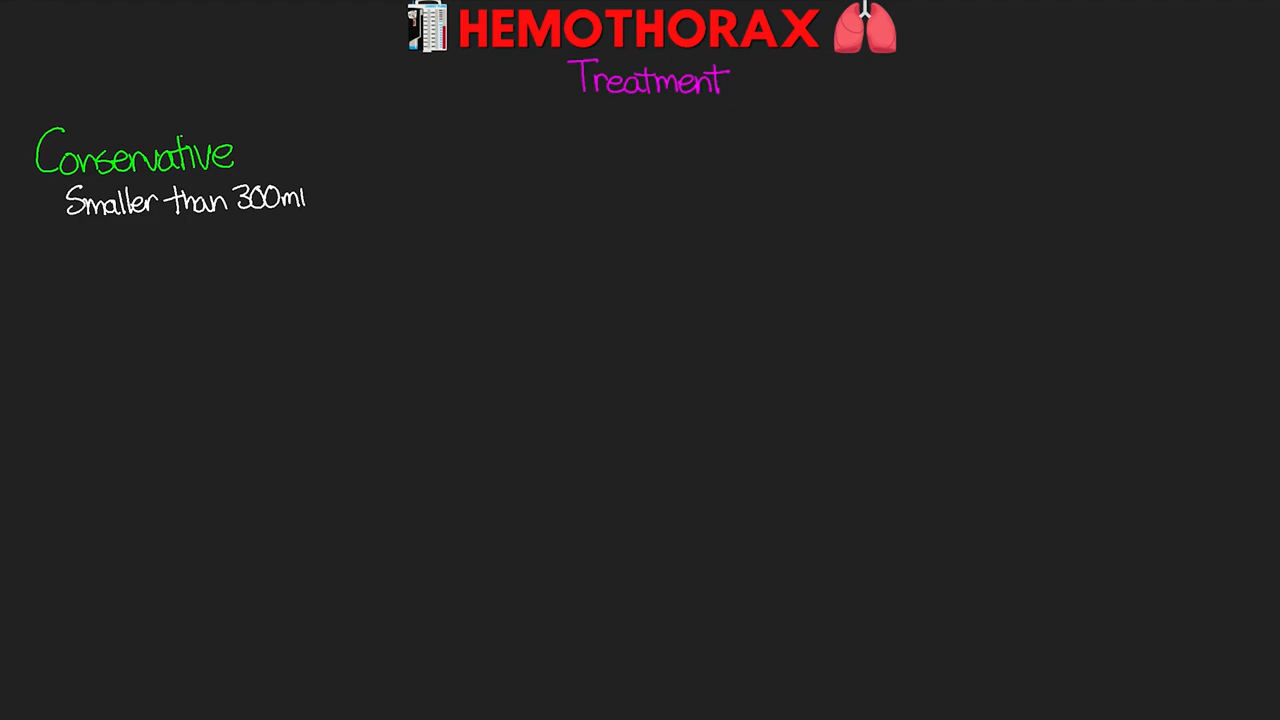 HEMOTHORAX
Treatment
Conservative
Smaller than 300ml